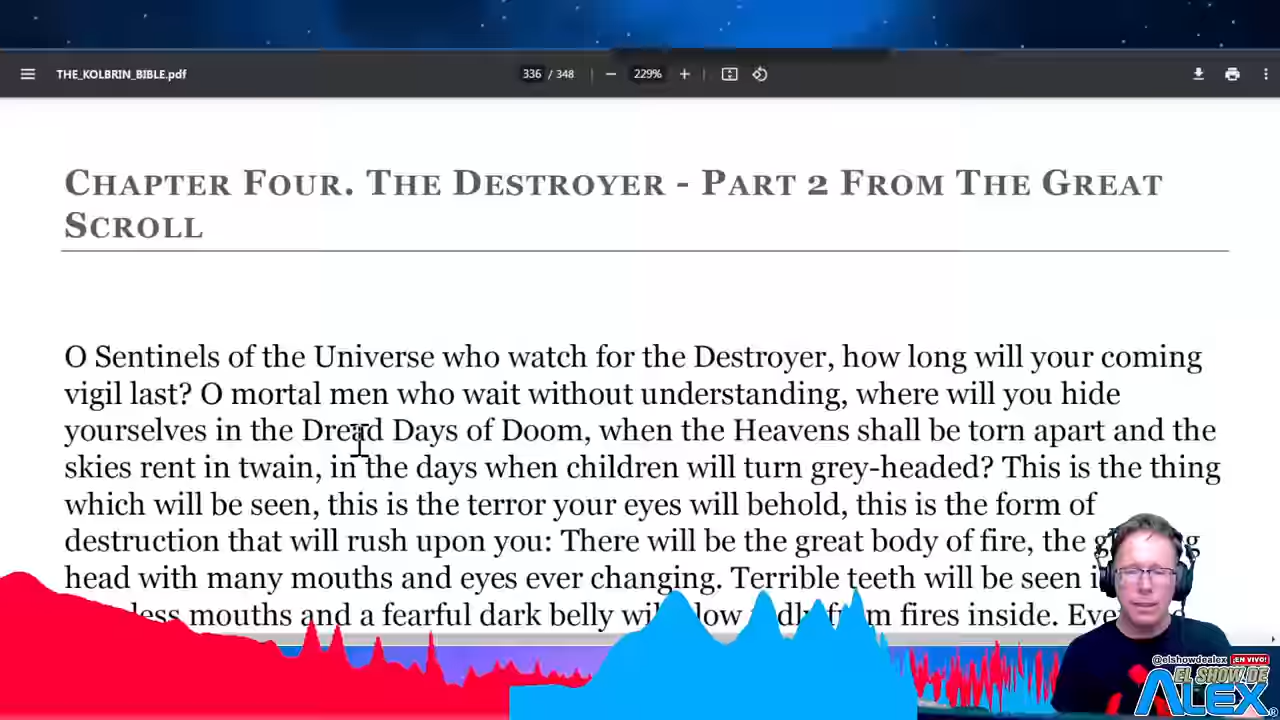 THE_KOLBRIN_BIBLE.pdf
336 / 348
229%
CHAPTER FOUR. THE DESTROYER - PART 2 FROM THE GREAT
SCROLL
O Sentinels of the Universe who watch for the Destroyer, how long will your coming
vigil last? O mortal men who wait without understanding, where will you hide
yourselves in the Dread Days of Doom, when the Heavens shall be torn apart and the
skies rent in twain, in the days when children will turn grey-headed? This is the thing
which will be seen, this is the terror your eyes will behold, this is the form of
destruction that will rush upon you: There will be the great body of fire, the
head with many mouths and eyes ever changing. Terrible teeth will be seen
mouths and a fearful dark belly fires inside.
@elshowdealex ¡EN VIVO!
EL SHOW DE
ALEX